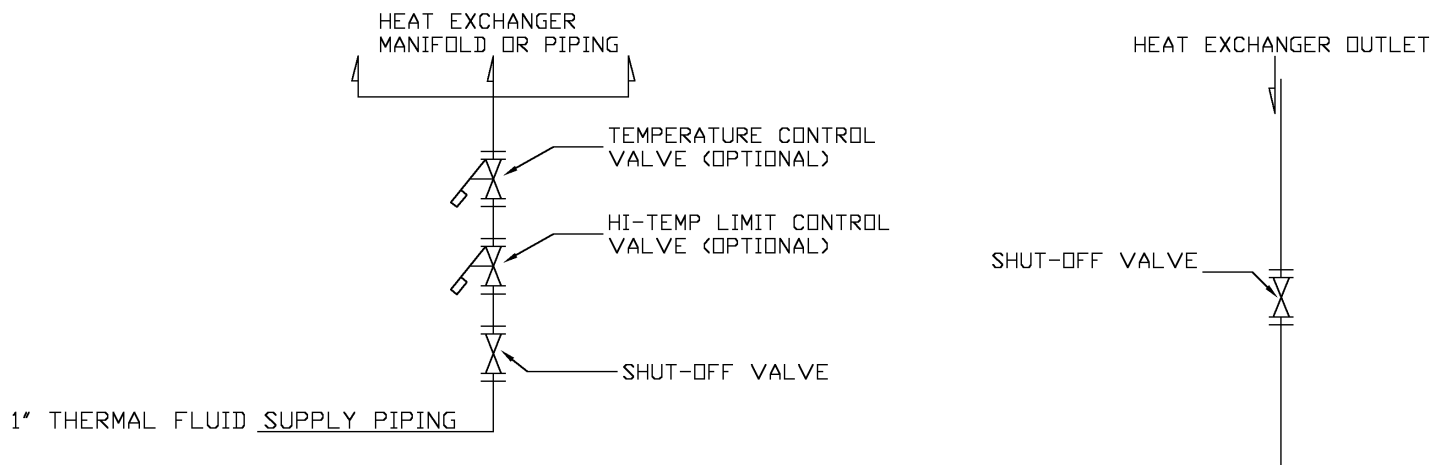 HEAT EXCHANGER
MANIFOLD OR PIPING
HEAT EXCHANGER OUTLET
TEMPERATURE CONTROL
VALVE (OPTIONAL)
HI-TEMP LIMIT CONTROL
VALVE (OPTIONAL)
SHUT-OFF VALVE
SHUT-OFF VALVE
1" THERMAL FLUID SUPPLY PIPING